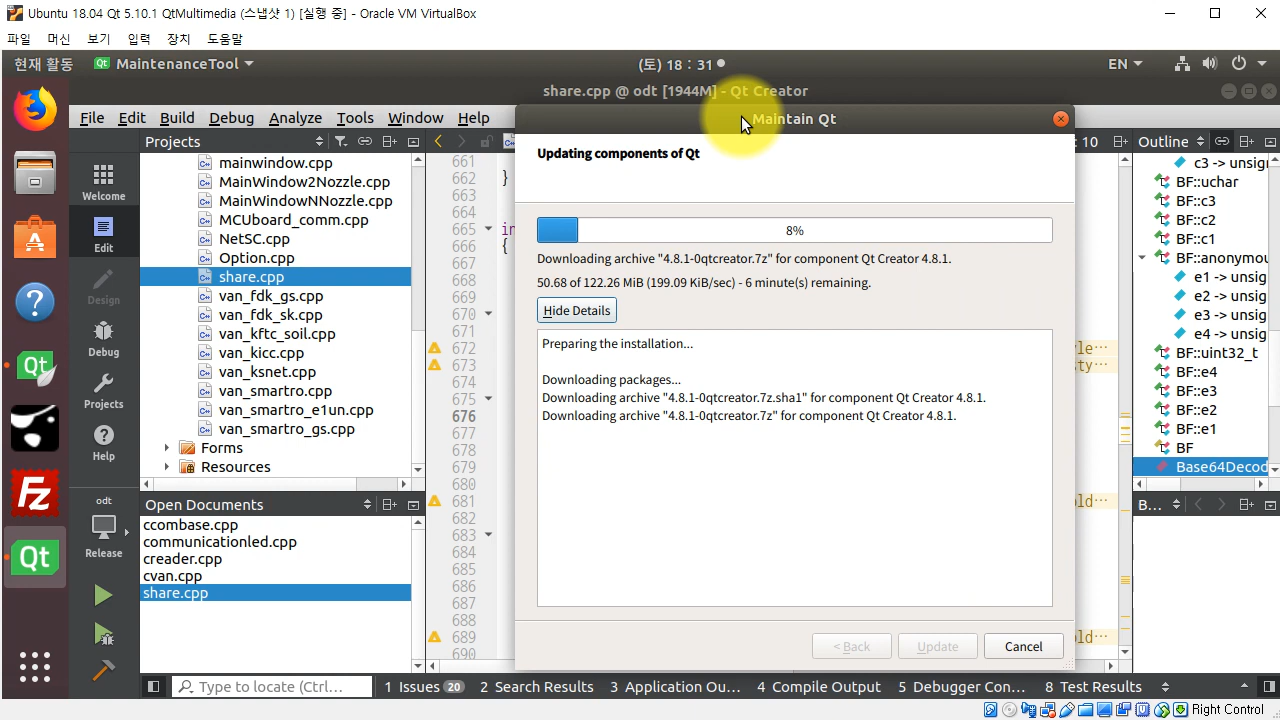 Ubuntu 18.04 Qt 5.10.1 QtMultimedia (스냅샷 1) [실행 중] - Oracle VM VirtualBox
파일 머신 보기 입력 장치 도움말
현재 활동 MaintenanceTool (토) 18 : 31 EN
share.cpp @ odt [1944M] - Qt Creator
File Edit Build Debug Analyze Tools Window Help
Maintain Qt
Projects
:10
Outline
Updating components of Qt
8%
Downloading archive "4.8.1-0qtcreator.7z" for component Qt Creator 4.8.1.
50.68 of 122.26 MiB (199.09 KiB/sec) - 6 minute(s) remaining.
Hide Details
Preparing the installation...
Downloading packages...
Downloading archive "4.8.1-0qtcreator.7z.sha1" for component Qt Creator 4.8.1.
Downloading archive "4.8.1-0qtcreator.7z" for component Qt Creator 4.8.1.
< Back
Update
Cancel
Welcome
Edit
Design
Debug
Projects
Help
odt
Release
mainwindow.cpp
MainWindow2Nozzle.cpp
MainWindowNNozzle.cpp
MCUboard_comm.cpp
NetSC.cpp
Option.cpp
share.cpp
van_fdk_gs.cpp
van_fdk_sk.cpp
van_kftc_soil.cpp
van_kicc.cpp
van_ksnet.cpp
van_smartro.cpp
van_smartro_e1un.cpp
van_smartro_gs.cpp
Forms
Resources
Open Documents
ccombase.cpp
communicationled.cpp
creader.cpp
cvan.cpp
share.cpp
661
662 }
663
664
665 in
666 {
667
668
669
670
671
672 yle…
673 sty…
674
675
676
677
678
679
680
681 old…
682
683
684
685
686
687
688
689 old…
690
c3 -> unsig
BF::uchar
BF::c3
BF::c2
BF::c1
BF::anonymou
e1 -> unsig
e2 -> unsig
e3 -> unsig
e4 -> unsig
BF::uint32_t
BF::e4
BF::e3
BF::e2
BF::e1
BF
Base64Decod
B...
Type to locate (Ctrl...
1 Issues 20
2 Search Results
3 Application Ou...
4 Compile Output
5 Debugger Con...
8 Test Results
Right Control